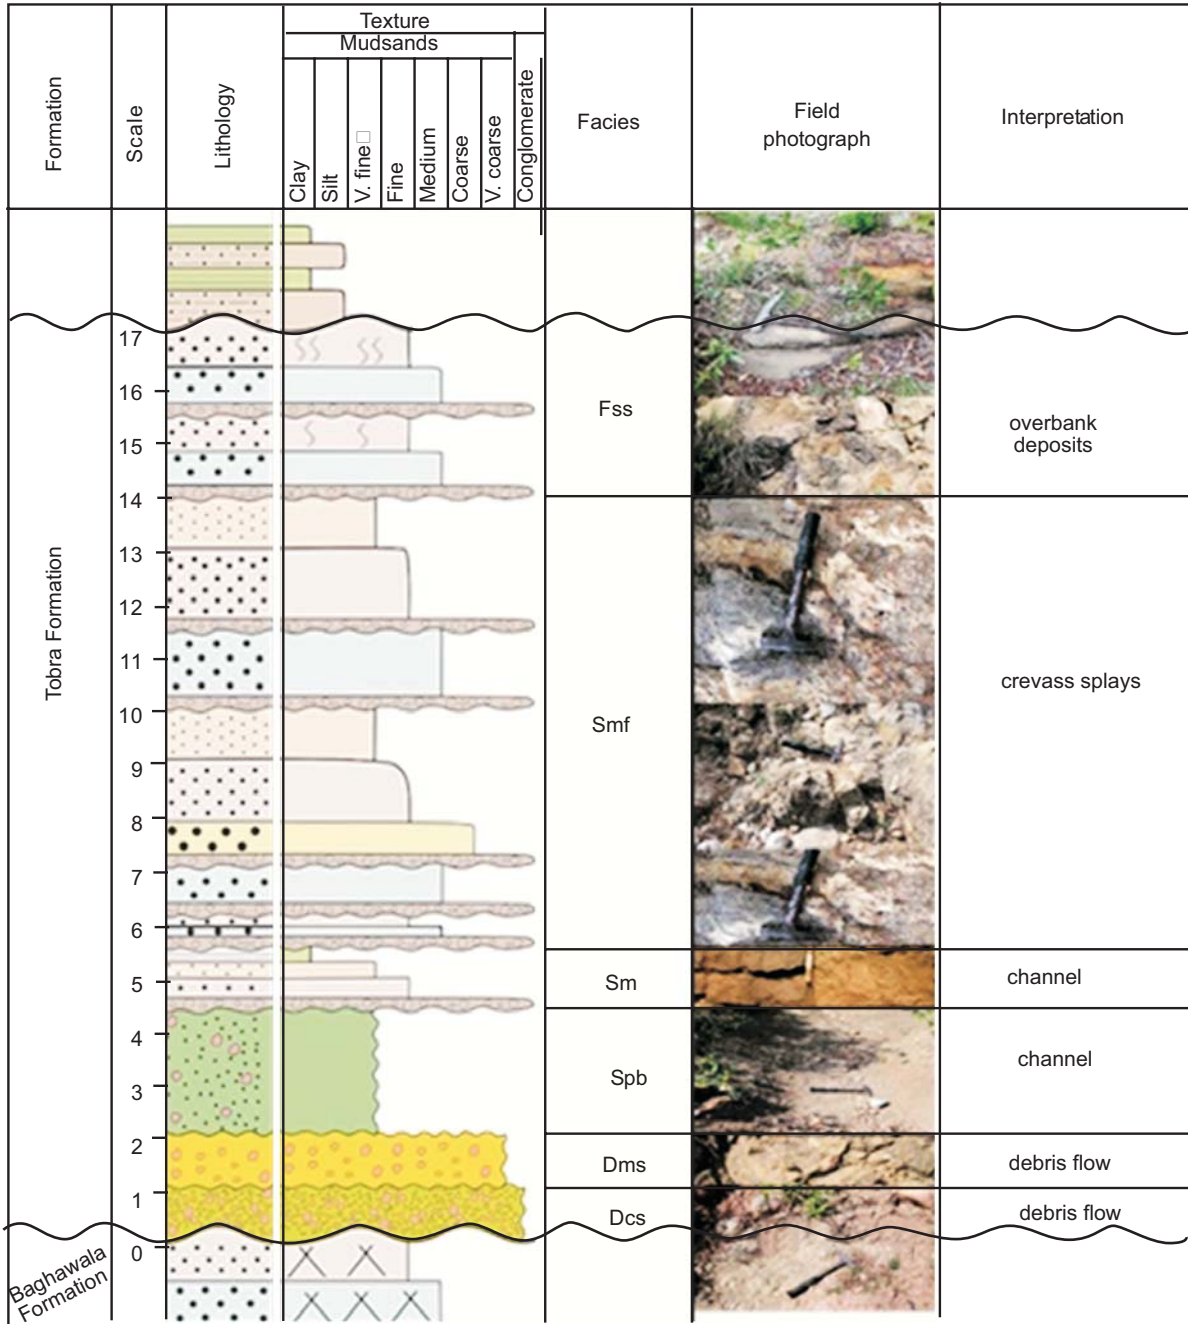 Texture
Mudsands
Formation
Scale
Lithology
Clay
Silt
V. fine□
Fine
Medium
Coarse
V. coarse
Conglomerate
Facies
Field
photograph
Interpretation
17
16
15
14
13
12
11
10
9
8
7
6
5
4
3
2
1
0
Tobra Formation
Baghawala
Formation
Fss
overbank
deposits
Smf
crevass splays
Sm
channel
Spb
channel
Dms
debris flow
Dcs
debris flow